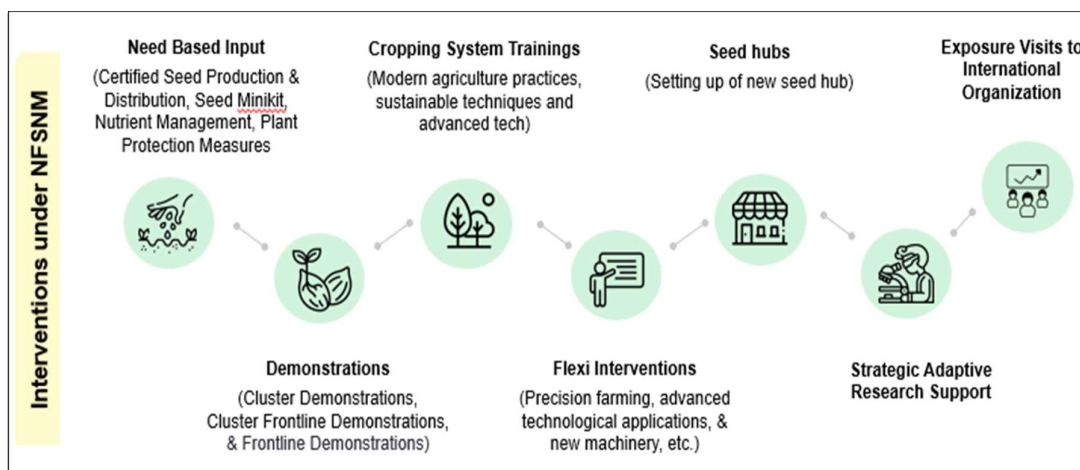 Interventions under NFSNM
Need Based Input
(Certified Seed Production &
Distribution, Seed Minikit,
Nutrient Management, Plant
Protection Measures
Cropping System Trainings
(Modern agriculture practices,
sustainable techniques and
advanced tech)
Seed hubs
(Setting up of new seed hub)
Exposure Visits to
International
Organization
Demonstrations
(Cluster Demonstrations,
Cluster Frontline Demonstrations,
& Frontline Demonstrations)
Flexi Interventions
(Precision farming, advanced
technological applications, &
new machinery, etc.)
Strategic Adaptive
Research Support